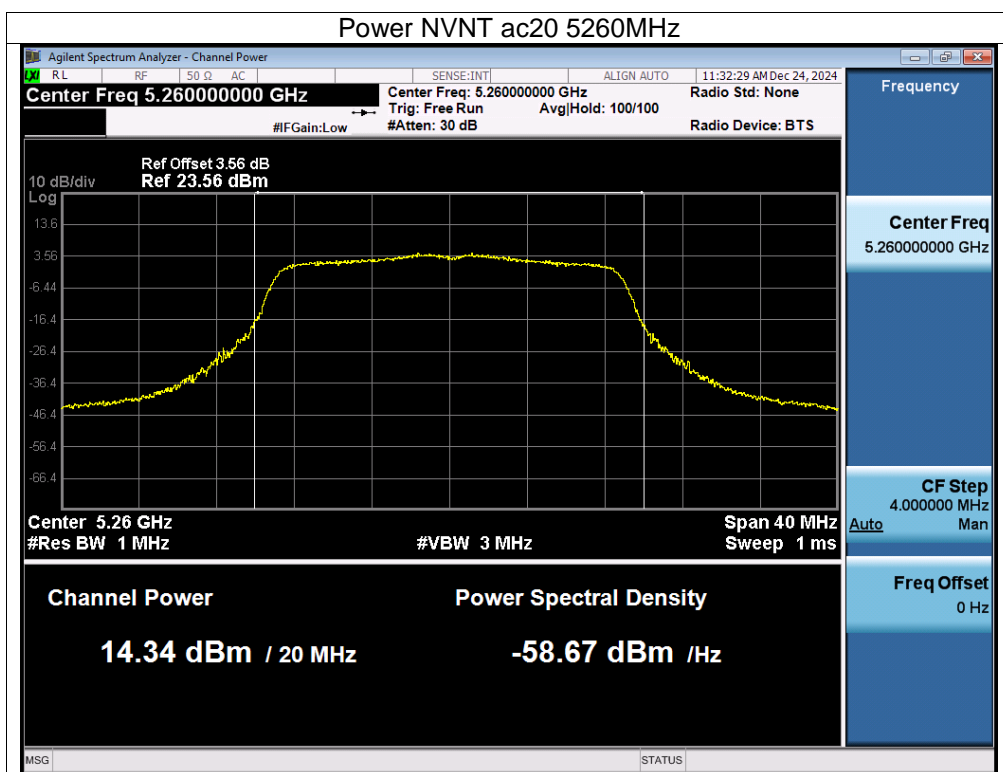 Power NVNT ac20 5260MHz
Agilent Spectrum Analyzer - Channel Power
LXI RL RF 50 Ω AC SENSE:INT ALIGN AUTO 11:32:29 AM Dec 24, 2024
Center Freq 5.260000000 GHz
Center Freq: 5.260000000 GHz
Radio Std: None
Trig: Free Run Avg|Hold: 100/100
#IFGain:Low
#Atten: 30 dB
Radio Device: BTS
Ref Offset 3.56 dB
10 dB/div Ref 23.56 dBm
Log
13.6
3.56
-6.44
-16.4
-26.4
-36.4
-46.4
-56.4
-66.4
Center 5.26 GHz Span 40 MHz
#Res BW 1 MHz #VBW 3 MHz Sweep 1 ms
Channel Power Power Spectral Density
14.34 dBm / 20 MHz -58.67 dBm /Hz
Frequency
Center Freq
5.260000000 GHz
CF Step
4.000000 MHz
Auto Man
Freq Offset
0 Hz
MSG STATUS